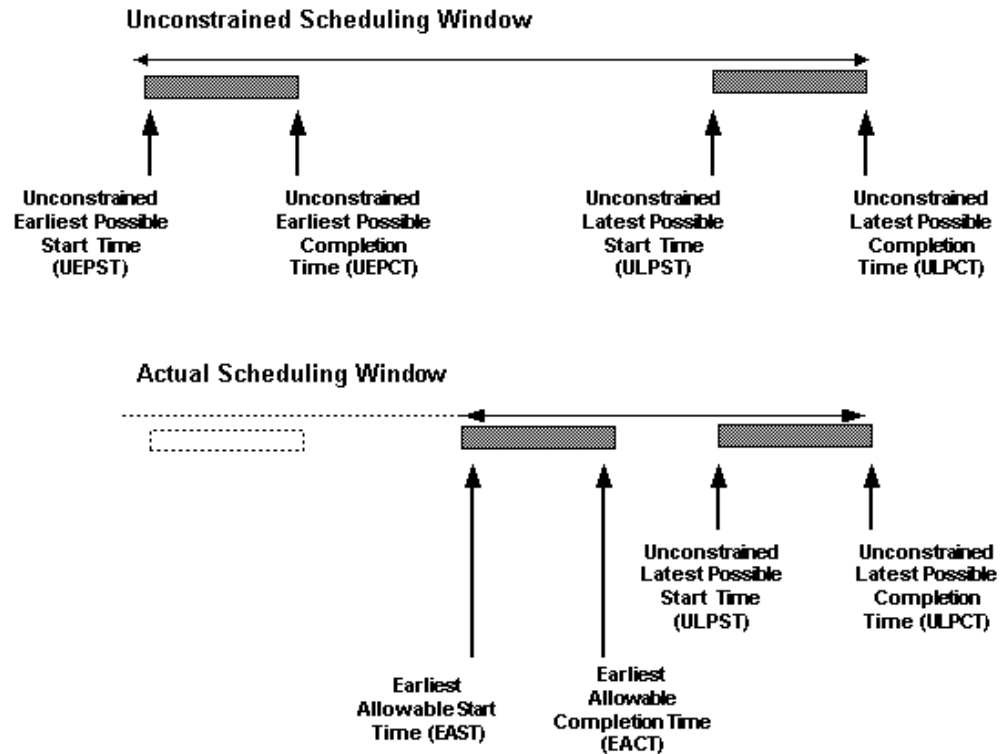 Unconstrained Scheduling Window
Unconstrained
Earliest Possible
Start Time
(UEPST)
Unconstrained
Earliest Possible
Completion
Time (UEPCT)
Unconstrained
Latest Possible
Start Time
(ULPST)
Unconstrained
Latest Possible
Completion
Time (ULPCT)
Actual Scheduling Window
Unconstrained
Latest Possible
Start Time
(ULPST)
Unconstrained
Latest Possible
Completion
Time (ULPCT)
Earliest
Allowable Start
Time (EAST)
Earliest
Allowable
Completion Time
(EACT)